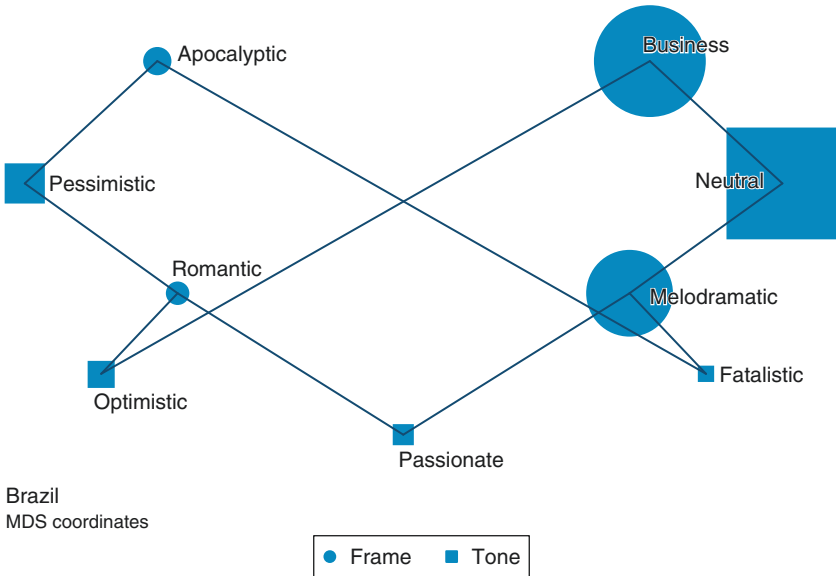 Business
Apocalyptic
Neutral
Pessimistic
Romantic
Melodramatic
Fatalistic
Optimistic
Passionate
Brazil
MDS coordinates
Frame Tone